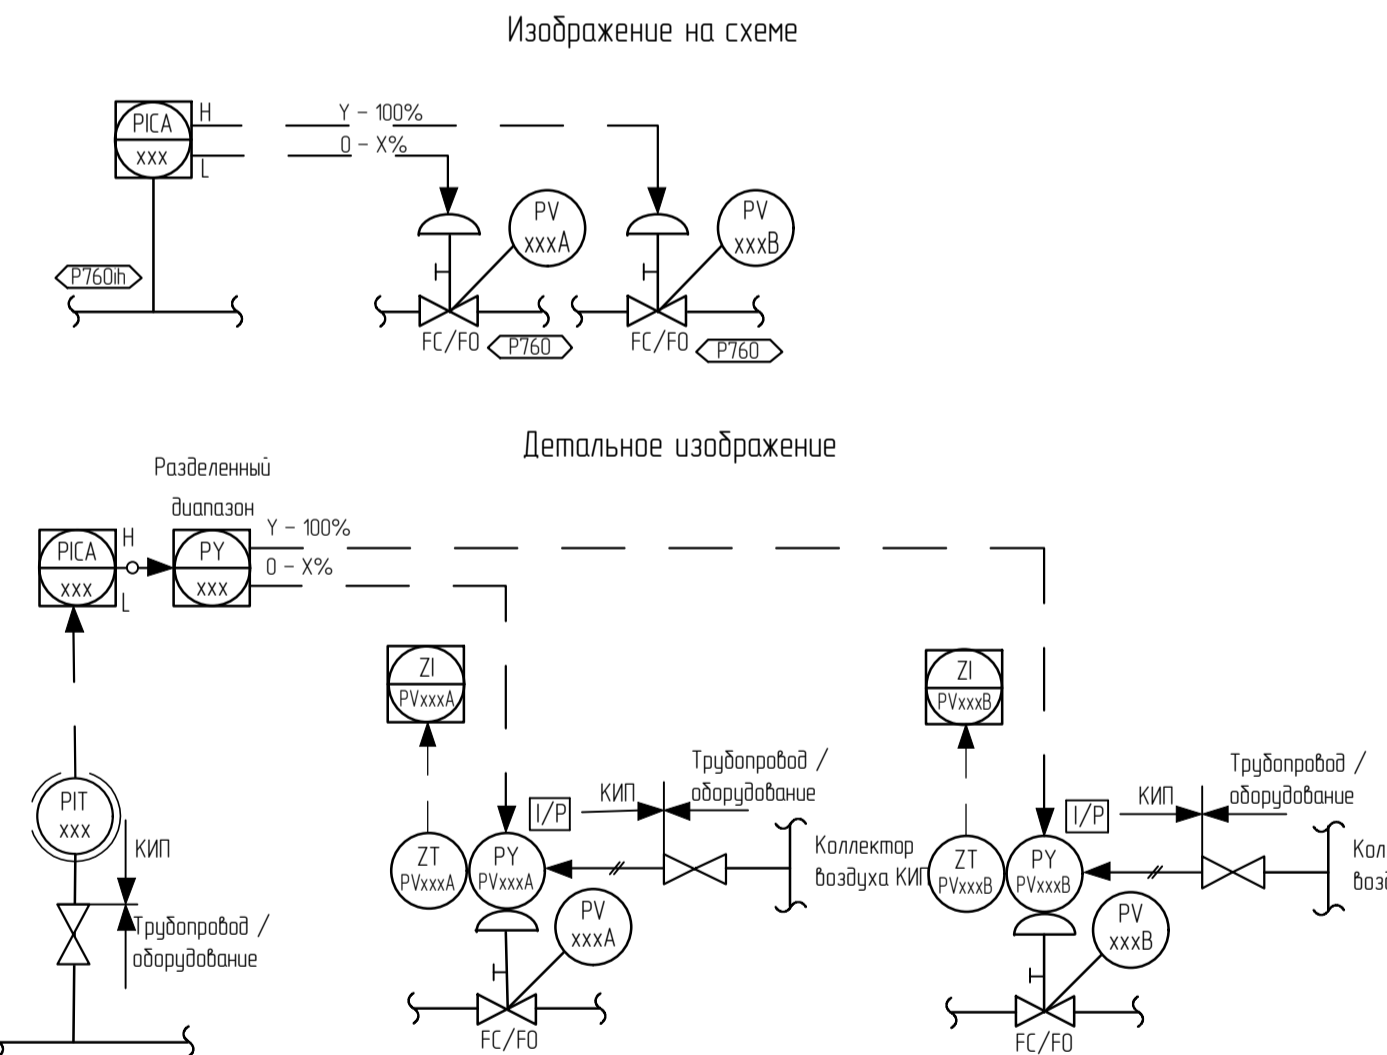 Изображение на схеме
PICA
xxx
H
L
Y – 100%
0 – X%
PV
xxxA
PV
xxxB
P760ih
FC/FO
P760
FC/FO
P760
Детальное изображение
Разделенный
диапазон
PICA
xxx
H
L
PY
xxx
Y – 100%
0 – X%
ZI
PVxxxA
ZI
PVxxxB
PIT
xxx
КИП
Трубопровод /
оборудование
ZT
PVxxxA
PY
PVxxxA
I/P
КИП
Трубопровод /
оборудование
Коллектор
воздуха КИП
PV
xxxA
FC/FO
ZT
PVxxxB
PY
PVxxxB
I/P
КИП
Трубопровод /
оборудование
Кол
возд
PV
xxxB
FC/FO